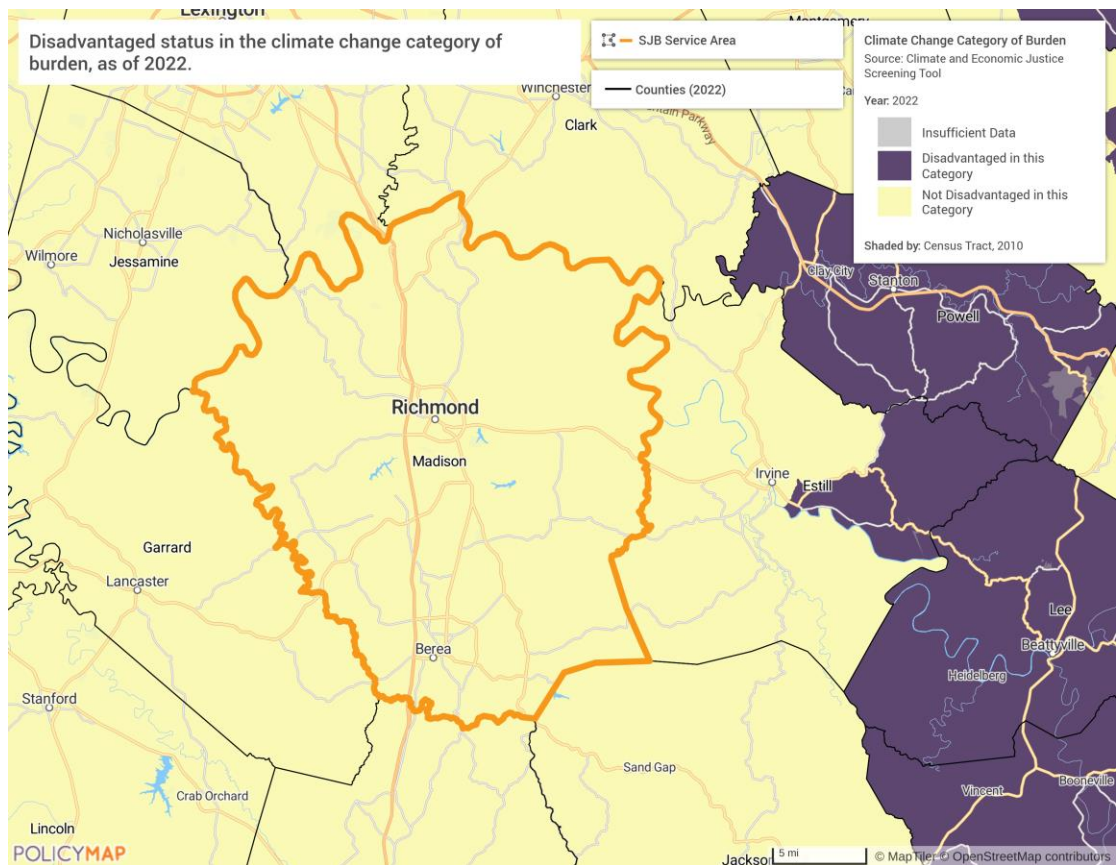 Lexington
Montgomery
Disadvantaged status in the climate change category of
burden, as of 2022.
SJB Service Area
Counties (2022)
Climate Change Category of Burden
Source: Climate and Economic Justice
Screening Tool
Year: 2022
Insufficient Data
Disadvantaged in this
Category
Not Disadvantaged in this
Category
Shaded by: Census Tract, 2010
Winchester
Clark
Mountain Parkway
Nicholasville
Wilmore
Jessamine
Clay City
Stanton
Powell
Richmond
Madison
Irvine
Estill
Garrard
Lancaster
Lee
Beattyville
Berea
Heidelberg
Stanford
Sand Gap
Vincent
Booneville
Crab Orchard
Lincoln
POLICYMAP
Jackson
5 mi
© MapTiler © OpenStreetMap contributors